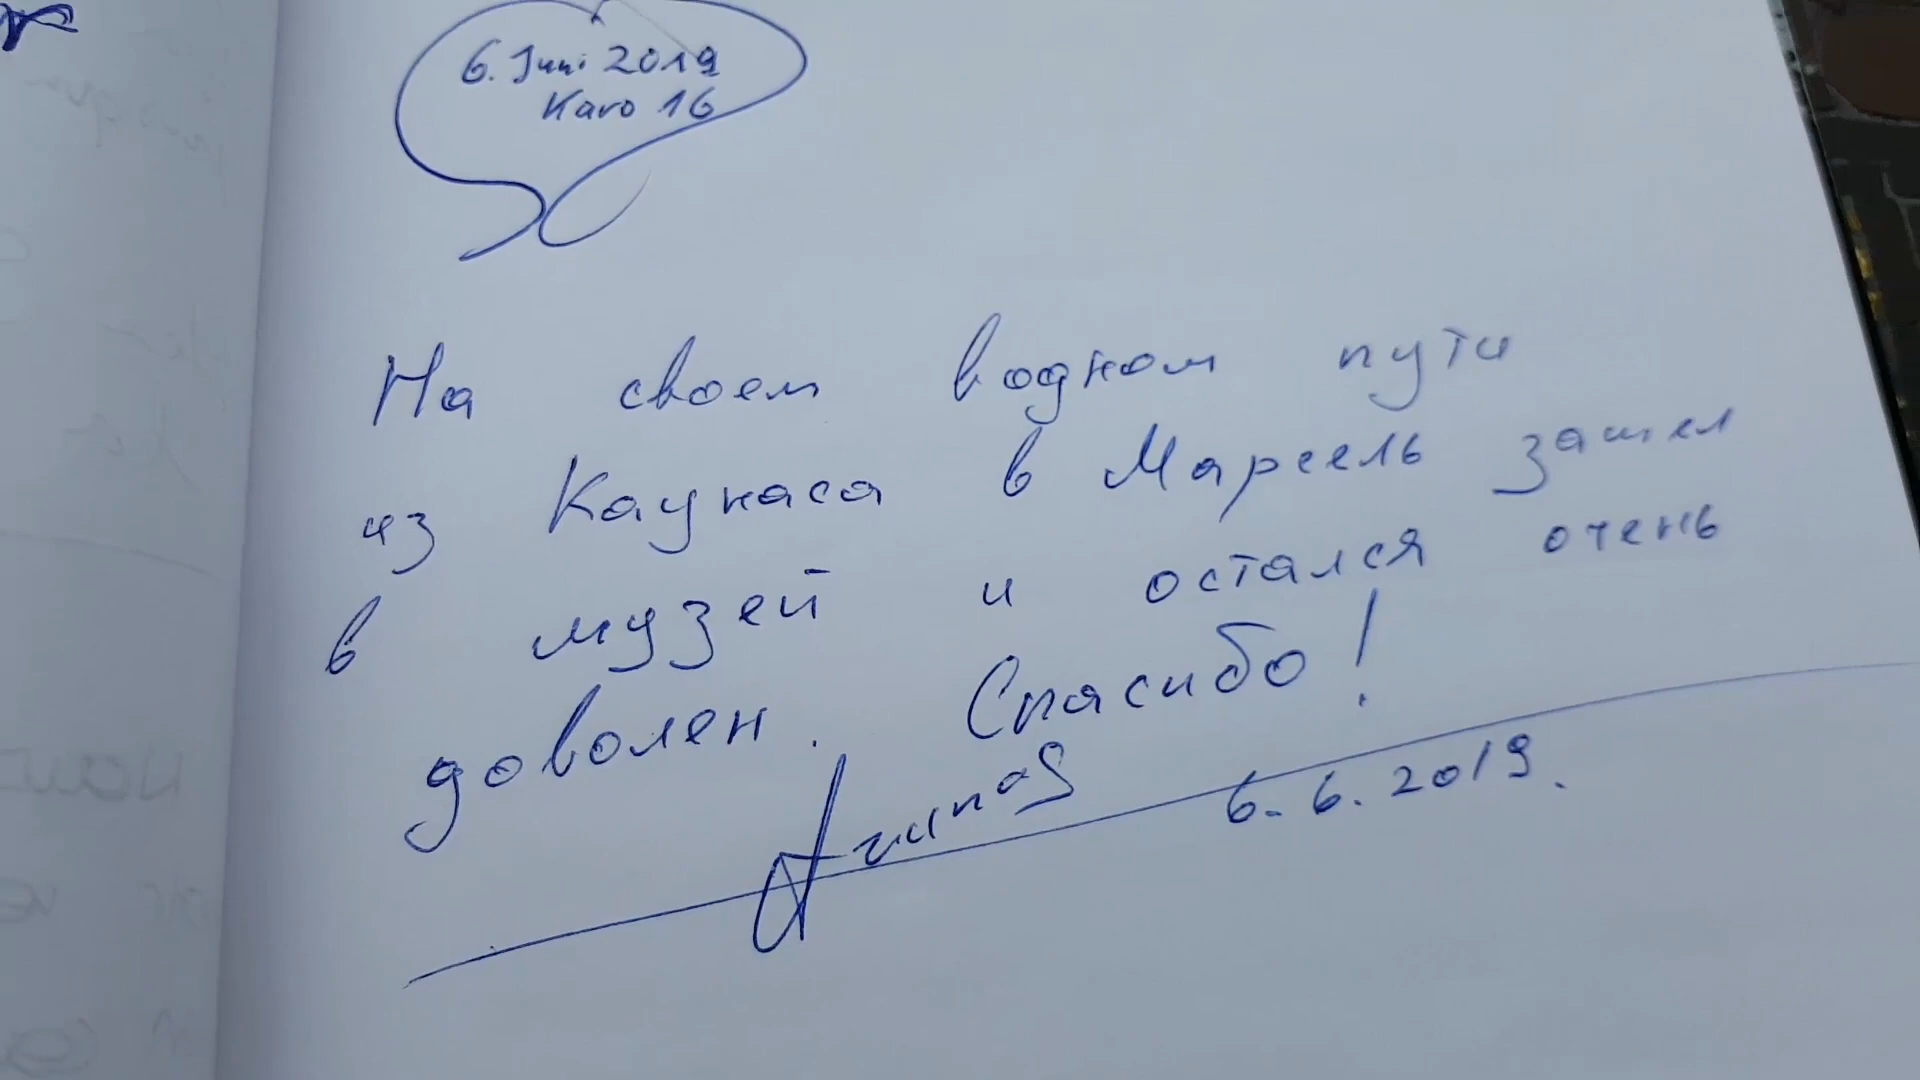 6. Juni 2019
Karo 16
На своем водном пути
из Каунаса в Марсель зашел
в музей и остался очень
доволен. Спасибо!
6.6.2019.